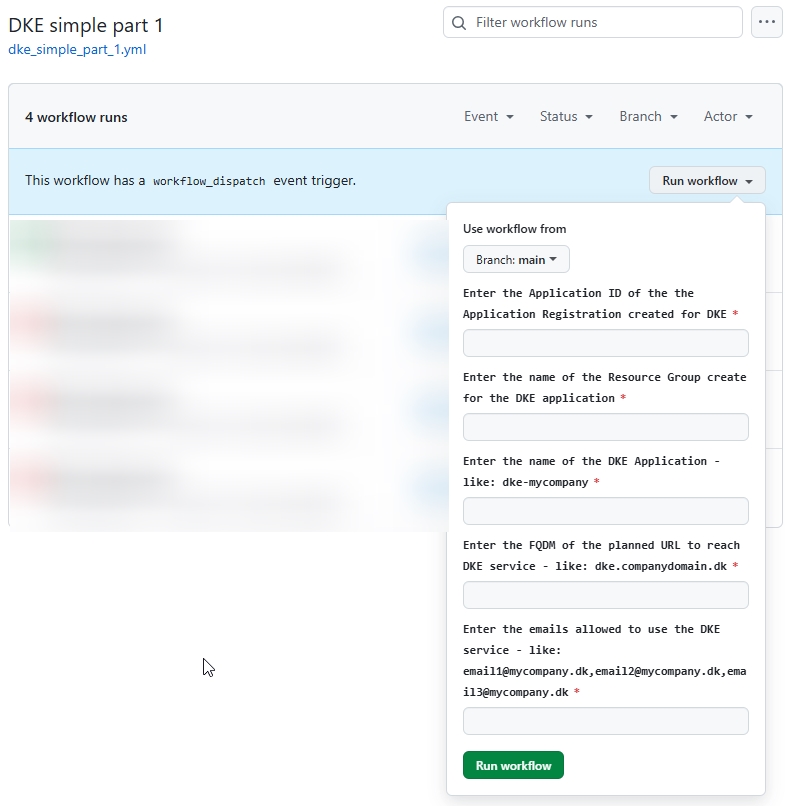 DKE simple part 1
Filter workflow runs
dke_simple_part_1.yml
4 workflow runs
Event
Status
Branch
Actor
This workflow has a workflow_dispatch event trigger.
Run workflow
Use workflow from
Branch: main
Enter the Application ID of the the
Application Registration created for DKE *
Enter the name of the Resource Group create
for the DKE application *
Enter the name of the DKE Application -
like: dke-mycompany *
Enter the FQDM of the planned URL to reach
DKE service - like: dke.companydomain.dk *
Enter the emails allowed to use the DKE
service - like:
email1@mycompany.dk,email2@mycompany.dk,ema
il3@mycompany.dk *
Run workflow